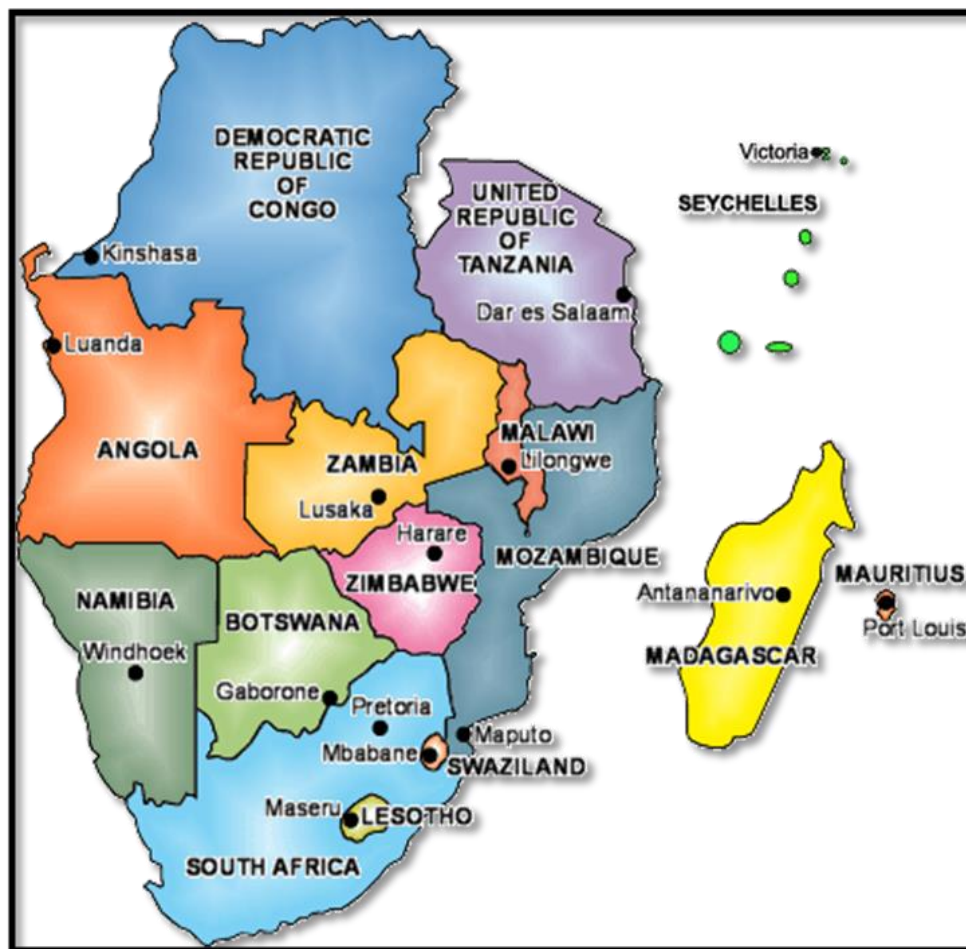 DEMOCRATIC
REPUBLIC
OF
CONGO
Victoria
UNITED
REPUBLIC
OF
TANZANIA
SEYCHELLES
Kinshasa
Dar es Salaam
Luanda
ANGOLA
ZAMBIA
MALAWI
Lilongwe
Lusaka
Harare
MOZAMBIQUE
ZIMBABWE
MAURITIUS
Antananarivo
Port Louis
NAMIBIA
BOTSWANA
Windhoek
MADAGASCAR
Gaborone
Pretoria
Maputo
Mbabane
SWAZILAND
Maseru
LESOTHO
SOUTH AFRICA